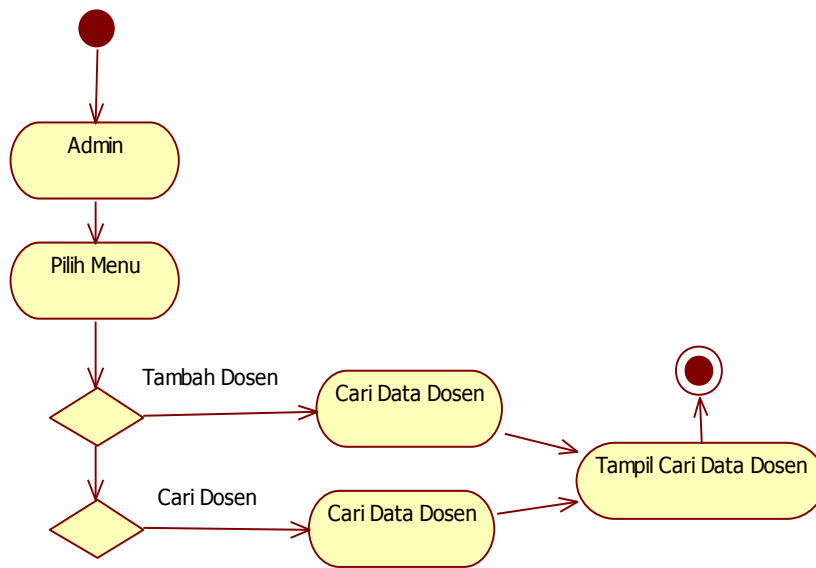 Admin
Pilih Menu
Tambah Dosen
Cari Data Dosen
Tampil Cari Data Dosen
Cari Dosen
Cari Data Dosen